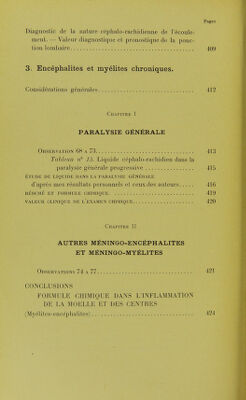 Pages
Diagnostic de la nature céphalo-rachidienne de l'écoule-
ment. — Valeur diagnostique et pronostique de la ponc-
tion lombaire 409
3. Encéphalites et myélites chroniques.
Considérations générales 412
CHAPITRE I
PARALYSIE GÉNÉRALE
OBSERVATION 68 A 73 413
Tableau n° 15. Liquide céphalo-rachidien dans la
paralysie générale progressive 415
ÉTUDE DE LIQUIDE DANS LA PARALYSIE GÉNÉRALE
d'après mes résultats personnels et ceux des auteurs 416
RÉSUMÉ ET FORMULE CHIMIQUE 419
VALEUR CLINIQUE DE L'EXAMEN CHIMIQUE 420
CHAPITRE II
AUTRES MÉNINGO-ENCÉPHALITES
ET MÉNINGO-MYÉLITES
OBSERVATIONS 74 A 77 421
CONCLUSIONS
FORMULE CHIMIQUE DANS L'INFLAMMATION
DE LA MOELLE ET DES CENTRES
(Myélites-encéphalites) 424